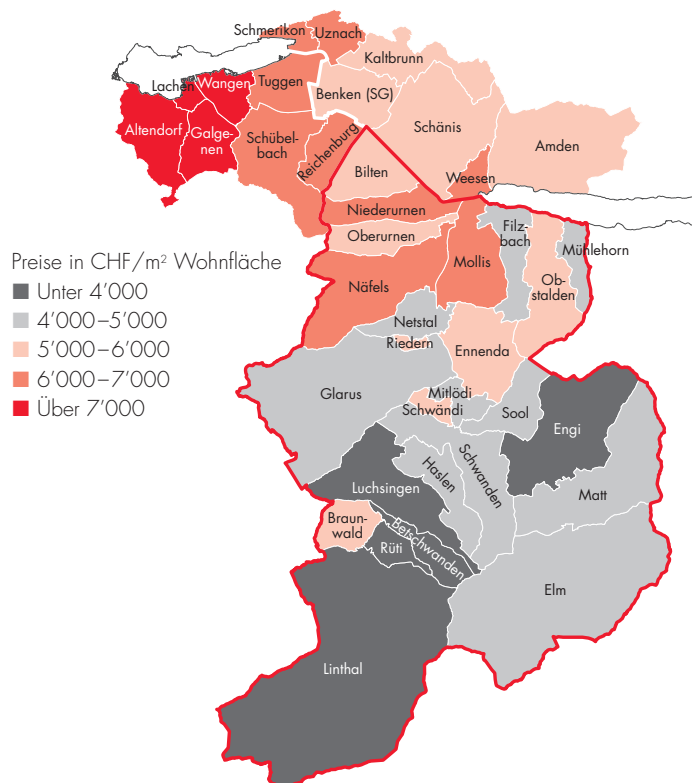 Schmerikon
Uznach
Kaltbrunn
Lachen
Wangen
Tuggen
Benken (SG)
Altendorf
Galge-
nen
Schübel-
bach
Reichenburg
Schänis
Amden
Bilten
Weesen
Niederurnen
Oberurnen
Filz-
bach
Mühlehorn
Mollis
Ob-
stalden
Näfels
Preise in CHF/m² Wohnfläche
Unter 4’000
4’000–5’000
5’000–6’000
6’000–7’000
Über 7’000
Netstal
Riedern
Ennenda
Glarus
Mitlödi
Schwändi
Sool
Engi
Haslen
Schwanden
Luchsingen
Matt
Braun-
wald
Betschwanden
Rüti
Elm
Linthal